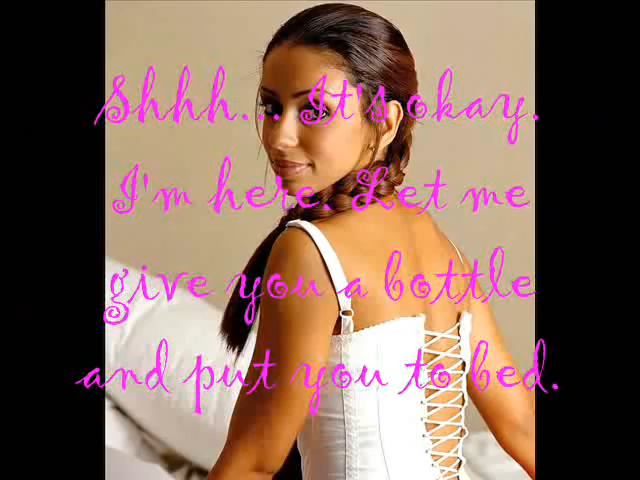 Shhh... It's okay.
I'm here. Let me
give you a bottle
and put you to bed.